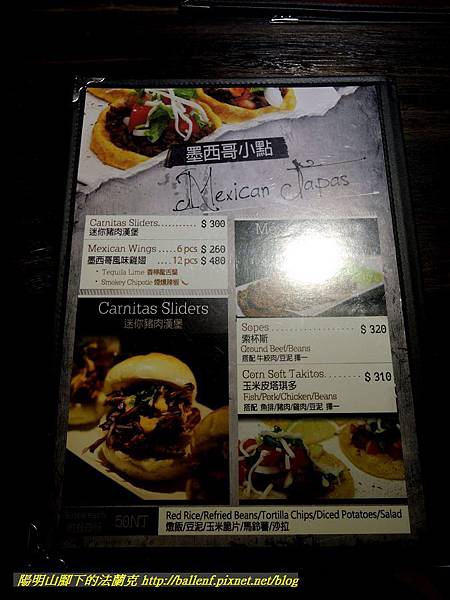 墨西哥小點
Mexican Tapas
Carnitas Sliders........... $ 300
迷你豬肉漢堡
Mexican Wings ..... 6 pcs $ 260
墨西哥風味雞翅 ..... 12 pcs $ 480
• Tequila Lime 香檸龍舌蘭
• Smokey Chipotle 煙燻辣椒
Carnitas Sliders
迷你豬肉漢堡
Sopes ..................... $ 320
索杯斯
Ground Beef/Beans
搭配 牛絞肉/豆泥 擇一
Corn Soft Takitos......... $ 310
玉米皮塔琪多
Fish/Pork/Chicken/Beans
搭配 魚排/豬肉/雞肉/豆泥 擇一
50NT
Red Rice/Refried Beans/Tortilla Chips/Diced Potatoes/Salad
燉飯/豆泥/玉米脆片/馬鈴薯/沙拉
陽明山腳下的法蘭克 http://ballenf.pixnet.net/blog